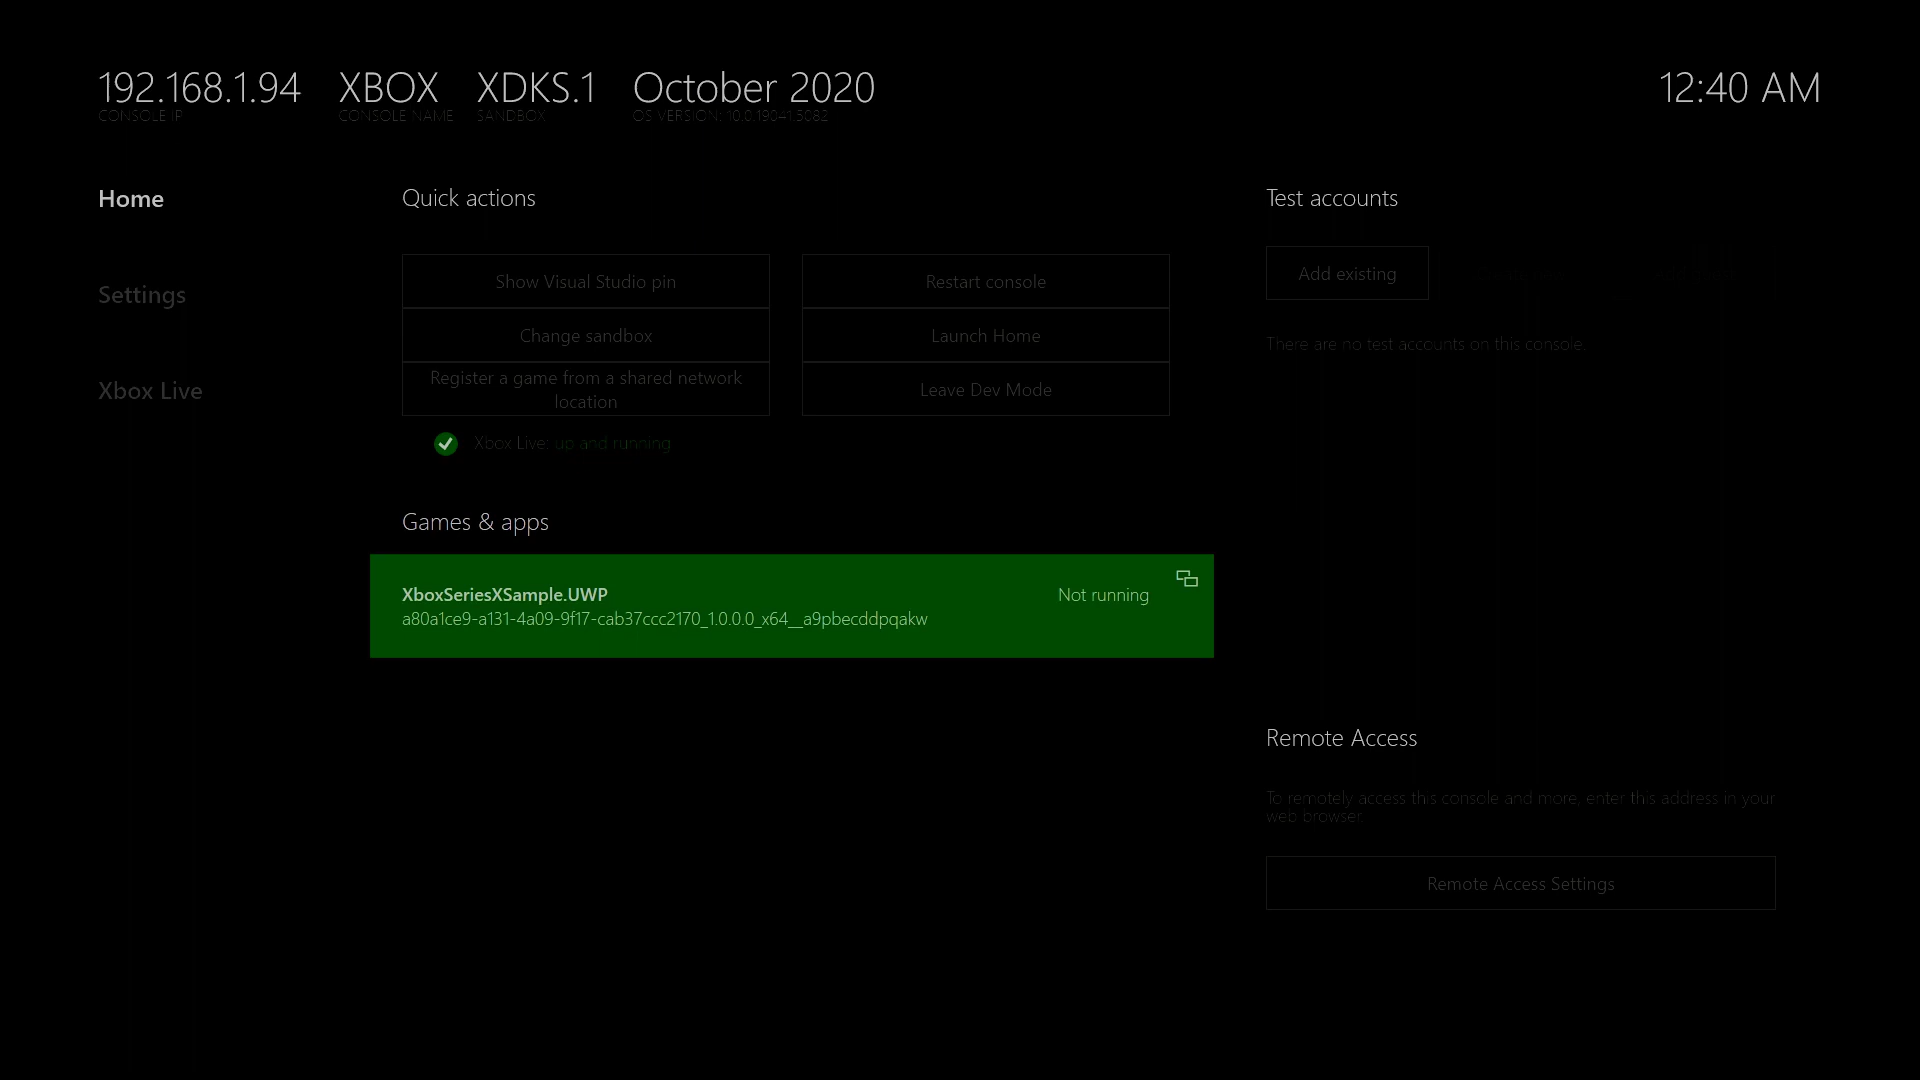 192.168.1.94 XBOX XDKS.1 October 2020 12:40 AM
CONSOLE IP CONSOLE NAME SANDBOX OS VERSION: 10.0.19041.5082
Home
Settings
Xbox Live
Quick actions
Show Visual Studio pin
Restart console
Change sandbox
Launch Home
Register a game from a shared network
location
Leave Dev Mode
Xbox Live: up and running
Games & apps
XboxSeriesXSample.UWP Not running
a80a1ce9-a131-4a09-9f17-cab37ccc2170_1.0.0.0_x64__a9pbecddpqakw
Test accounts
Add existing
There are no test accounts on this console.
Remote Access
To remotely access this console and more, enter this address in your
web browser.
Remote Access Settings